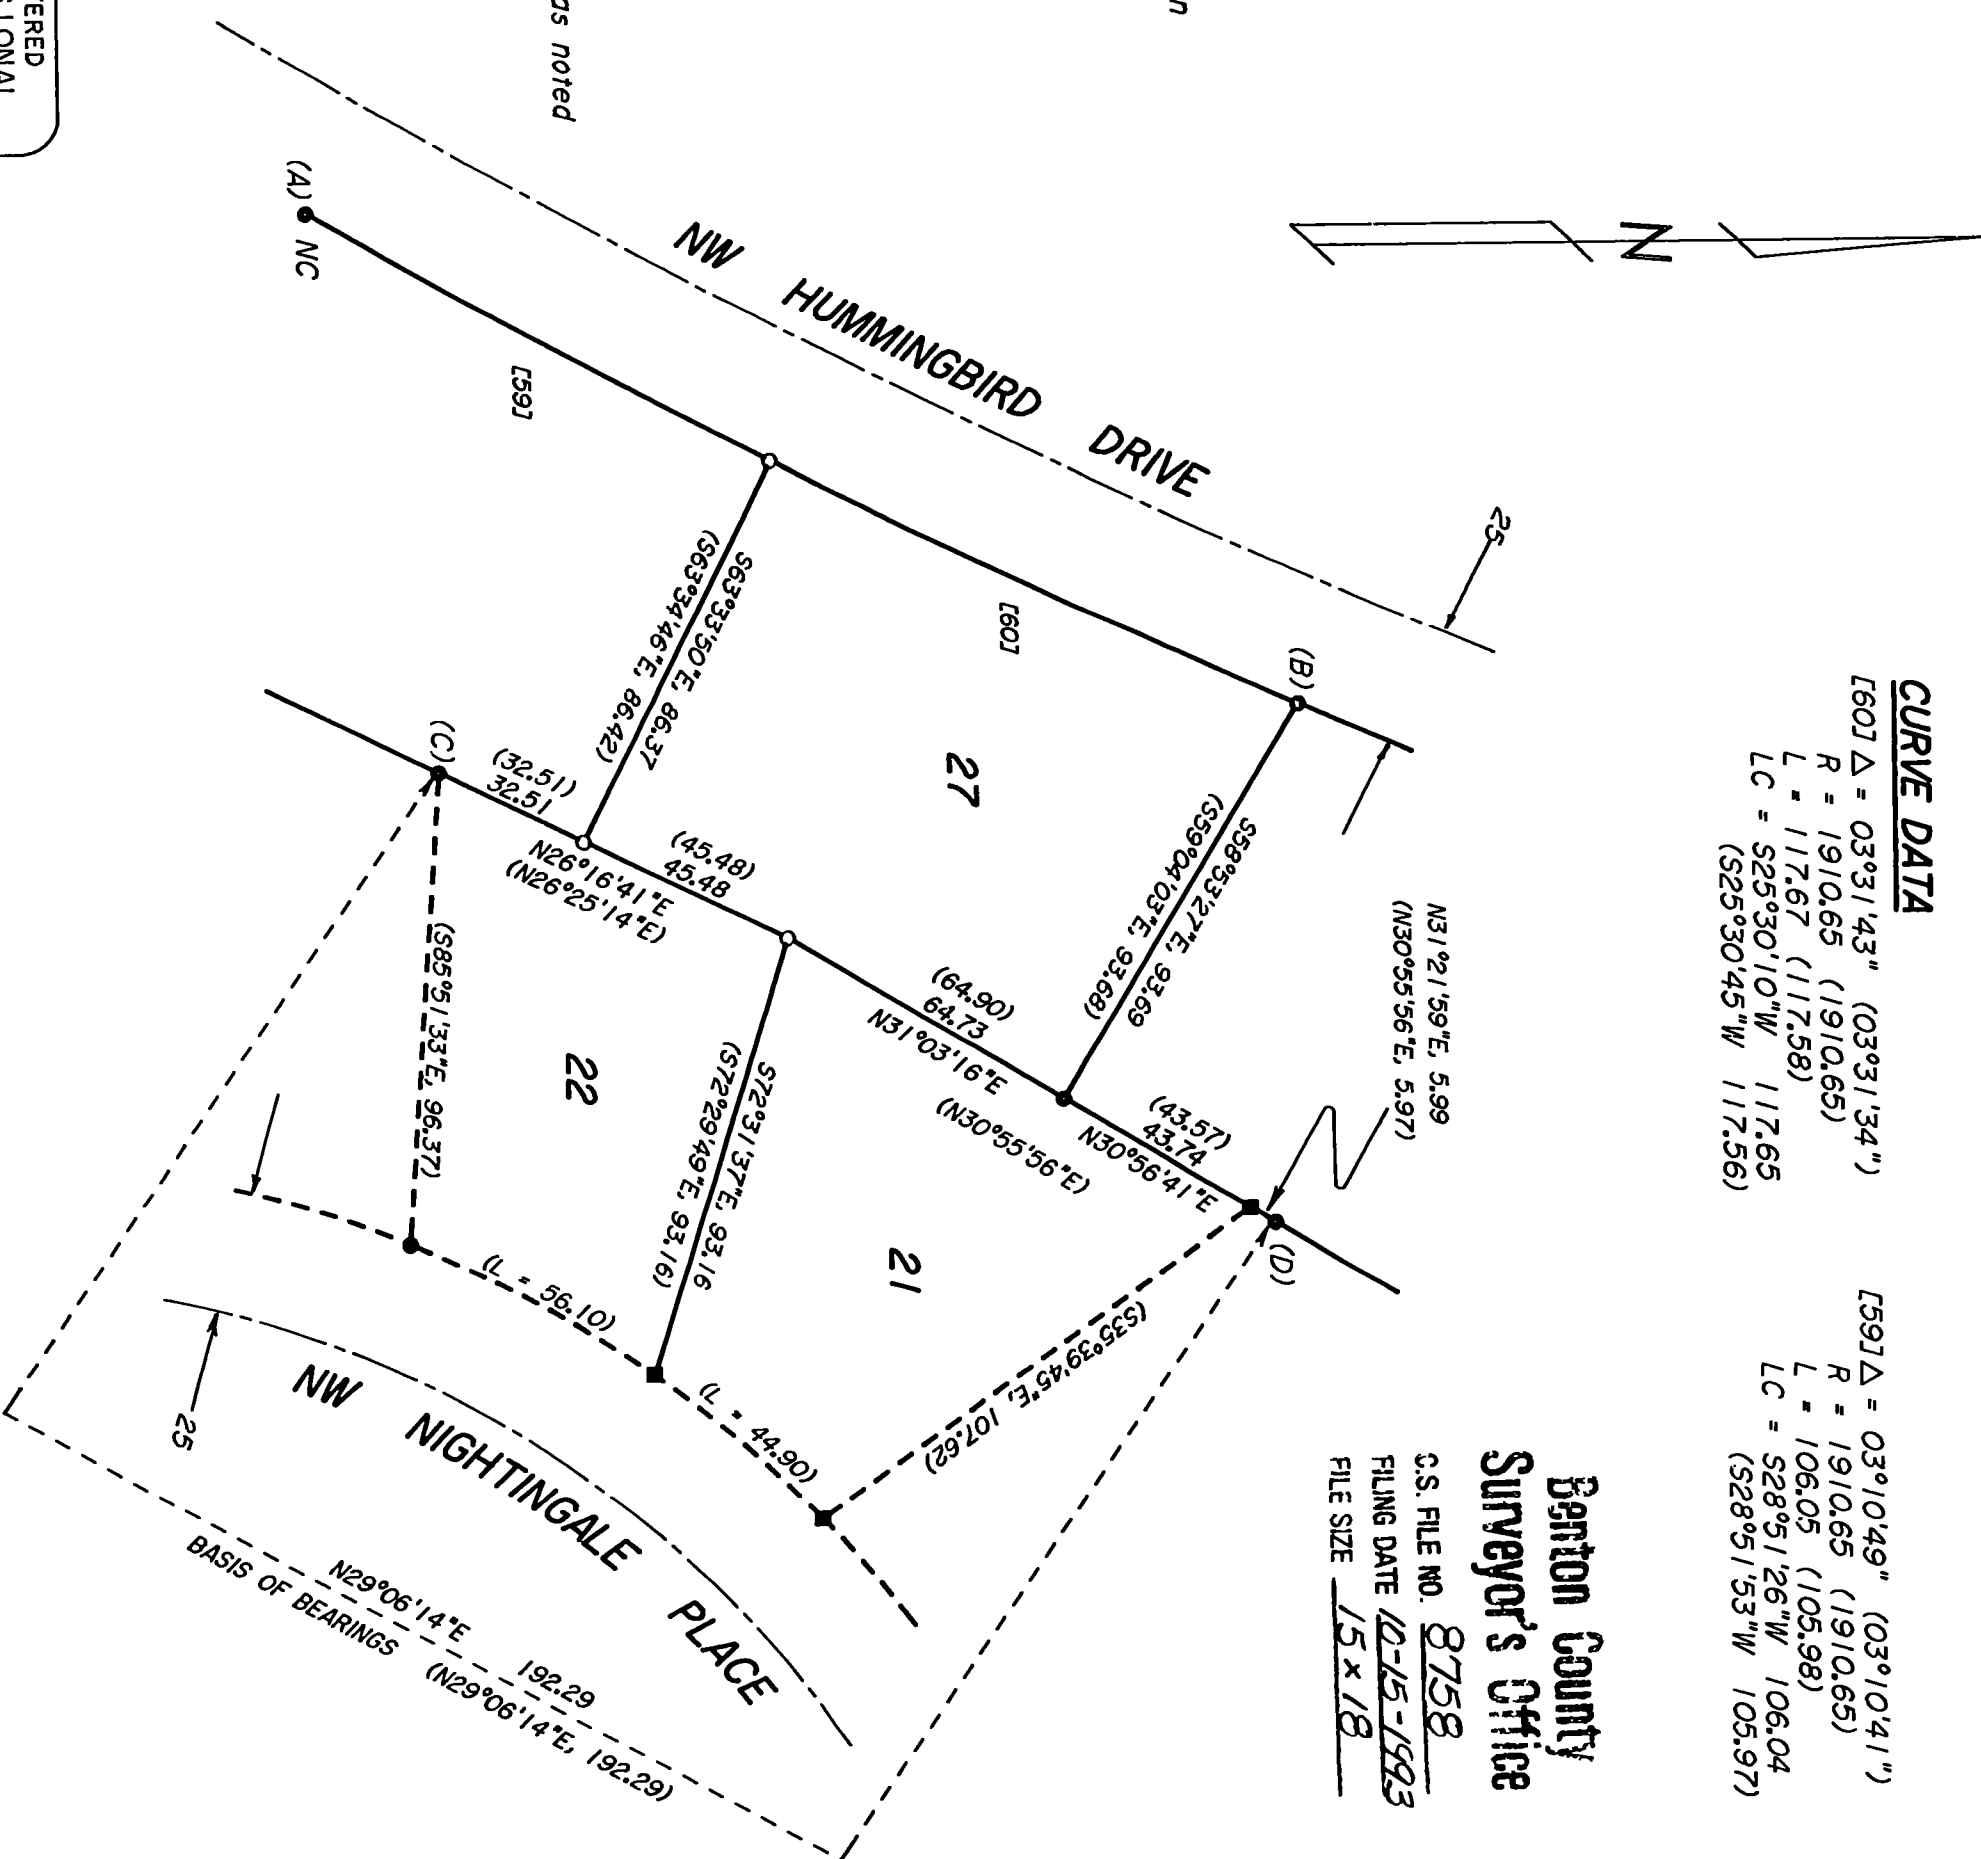 CURVE DATA
[60] △ = 03°31'43" (03°31'34")
R = 1910.65 (1910.65)
L = 117.67 (117.58)
LC = S25°30'10"W 117.65
(S25°30'45"W 117.56)
[59] △ = 03°10'49" (03°10'41")
R = 1910.65 (1910.65)
L = 106.05 (105.98)
LC = S28°51'26"W 106.04
(S28°51'53"W 105.97)
Benton County
Surveyor's Office
C.S. FILE NO. 8758
FILING DATE 10-15-1993
FILE SIZE 15 x 18
N
n
as noted
25
NW HUMMINGBIRD DRIVE
(B)
[60]
N31°21'59"E, 5.99
(N30°55'56"E, 5.97)
S58°53'27"E, 93.69
(S59°04'03"E, 93.68)
(D)
27
(43.57)
43.74
N30°56'41"E
(N30°55'56"E)
(64.90)
64.73
N31°03'16"E
(S35°39'45"E, 107.62)
21
S63°33'50"E, 86.37
(S63°34'46"E, 86.42)
(45.48)
45.48
N26°16'41"E
(N26°25'14"E)
S72°31'37"E, 93.16
(S72°29'49"E, 93.16)
(L = 44.90)
[59]
(32.51)
32.51
22
(C)
(S85°51'33"E, 96.37)
(L = 56.10)
(A)
NC
NW NIGHTINGALE PLACE
25
N29°06'14"E 192.29
BASIS OF BEARINGS (N29°06'14"E, 192.29)